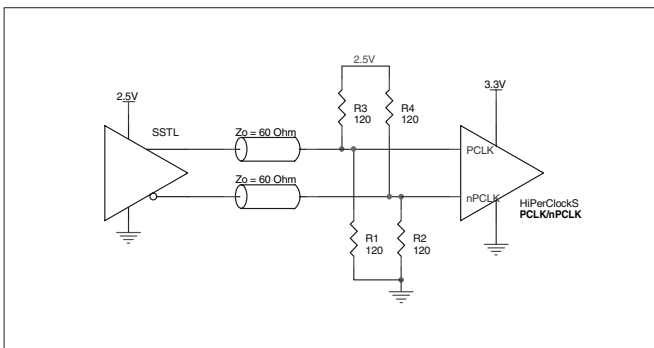 2.5V
3.3V
2.5V
R3
120
R4
120
SSTL
Zo = 60 Ohm
PCLK
Zo = 60 Ohm
nPCLK
HiPerClockS
PCLK/nPCLK
R1
120
R2
120